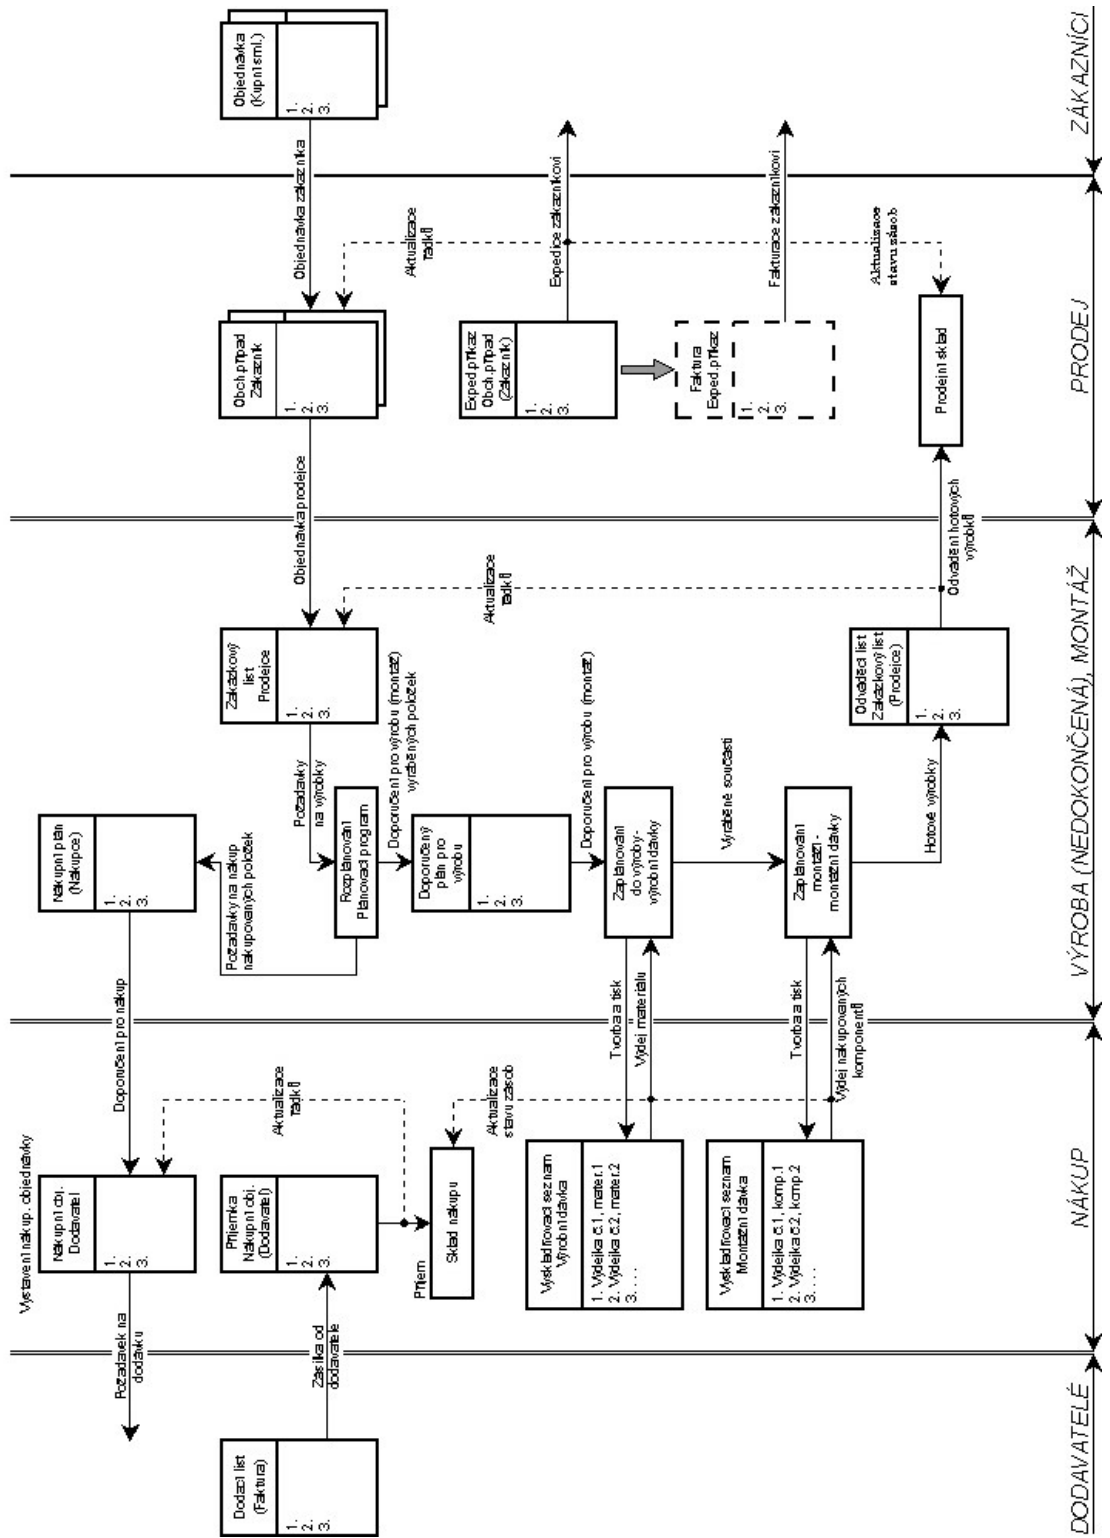 Vystavení nákup. objednávky
Požadavek na
dodávku
Nákupní obj.
Dodavatel
1.
2.
3.
Doporučení pro nákup
Nákupní plán
(Nákupce)
1.
2.
3.
Dodací list
(Faktura)
1.
2.
3.
Zásilka od
dodavatele
Příjemka
Nákupní obj.
(Dodavatel)
1.
2.
3.
Aktualizace
řádků
Požadavky na nákup
nakupovaných položek
Požadavky
na výrobky
Zakázkový
list
Prodejce
1.
2.
3.
Objednávka prodejce
Obch.případ
Zákazník
1.
2.
3.
Objednávka zákazníka
Objednávka
(Kupní sml.)
1.
2.
3.
Příjem
Sklad nákupu
Rozplánování
Plánovací program
Doporučení pro výrobu (montáž)
vyráběných položek
Aktualizace
řádků
Aktualizace
stavu zásob
Doporučený
plán pro
výrobu
1.
2.
3.
Aktualizace
řádků
Exped.příkaz
Obch.případ
(Zákazník)
1.
2.
3.
Expedice zákazníkovi
Vyskladňovací seznam
Výrobní dávka
1. Výdejka č.1, mater.1
2. Výdejka č.2, mater.2
3. . . .
Tvorba a tisk
Výdej materiálu
Doporučení pro výrobu (montáž)
Zaplánování
do výroby-
výrobní dávky
Faktura
Exped.příkaz
1.
2.
3.
Fakturace zákazníkovi
Vyráběné součásti
Vyskladňovací seznam
Montážní dávka
1. Výdejka č.1, komp.1
2. Výdejka č.2, komp.2
3. . . .
Tvorba a tisk
Výdej nakupovaných
komponentů
Zaplánování
montáží -
montážní dávky
Hotové výrobky
Odváděcí list
Zakázkový list
(Prodejce)
1.
2.
3.
Odvádění hotových
výrobků
Prodejní sklad
Aktualizace
stavu zásob
DODAVATELÉ
NÁKUP
VÝROBA (NEDOKONČENÁ), MONTÁŽ
PRODEJ
ZÁKAZNÍCI